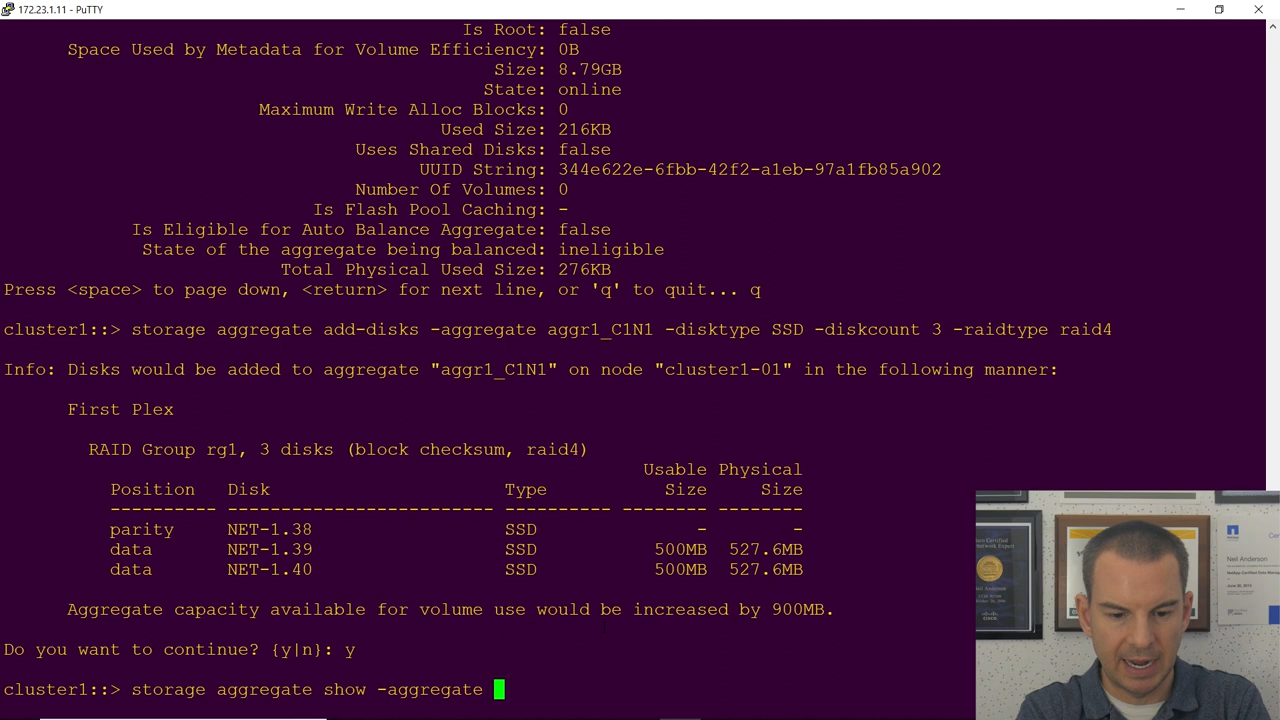 172.23.1.11 - PuTTY
Is Root: false
Space Used by Metadata for Volume Efficiency: 0B
Size: 8.79GB
State: online
Maximum Write Alloc Blocks: 0
Used Size: 216KB
Uses Shared Disks: false
UUID String: 344e622e-6fbb-42f2-a1eb-97a1fb85a902
Number Of Volumes: 0
Is Flash Pool Caching: -
Is Eligible for Auto Balance Aggregate: false
State of the aggregate being balanced: ineligible
Total Physical Used Size: 276KB
Press <space> to page down, <return> for next line, or 'q' to quit... q
cluster1::> storage aggregate add-disks -aggregate aggr1_C1N1 -disktype SSD -diskcount 3 -raidtype raid4
Info: Disks would be added to aggregate "aggr1_C1N1" on node "cluster1-01" in the following manner:
First Plex
RAID Group rg1, 3 disks (block checksum, raid4)
Usable Physical
Position Disk Type Size Size
---------- ------------------------- ---------- -------- --------
parity NET-1.38 SSD - -
data NET-1.39 SSD 500MB 527.6MB
data NET-1.40 SSD 500MB 527.6MB
Aggregate capacity available for volume use would be increased by 900MB.
Do you want to continue? {y|n}: y
cluster1::> storage aggregate show -aggregate
Neil Anderson